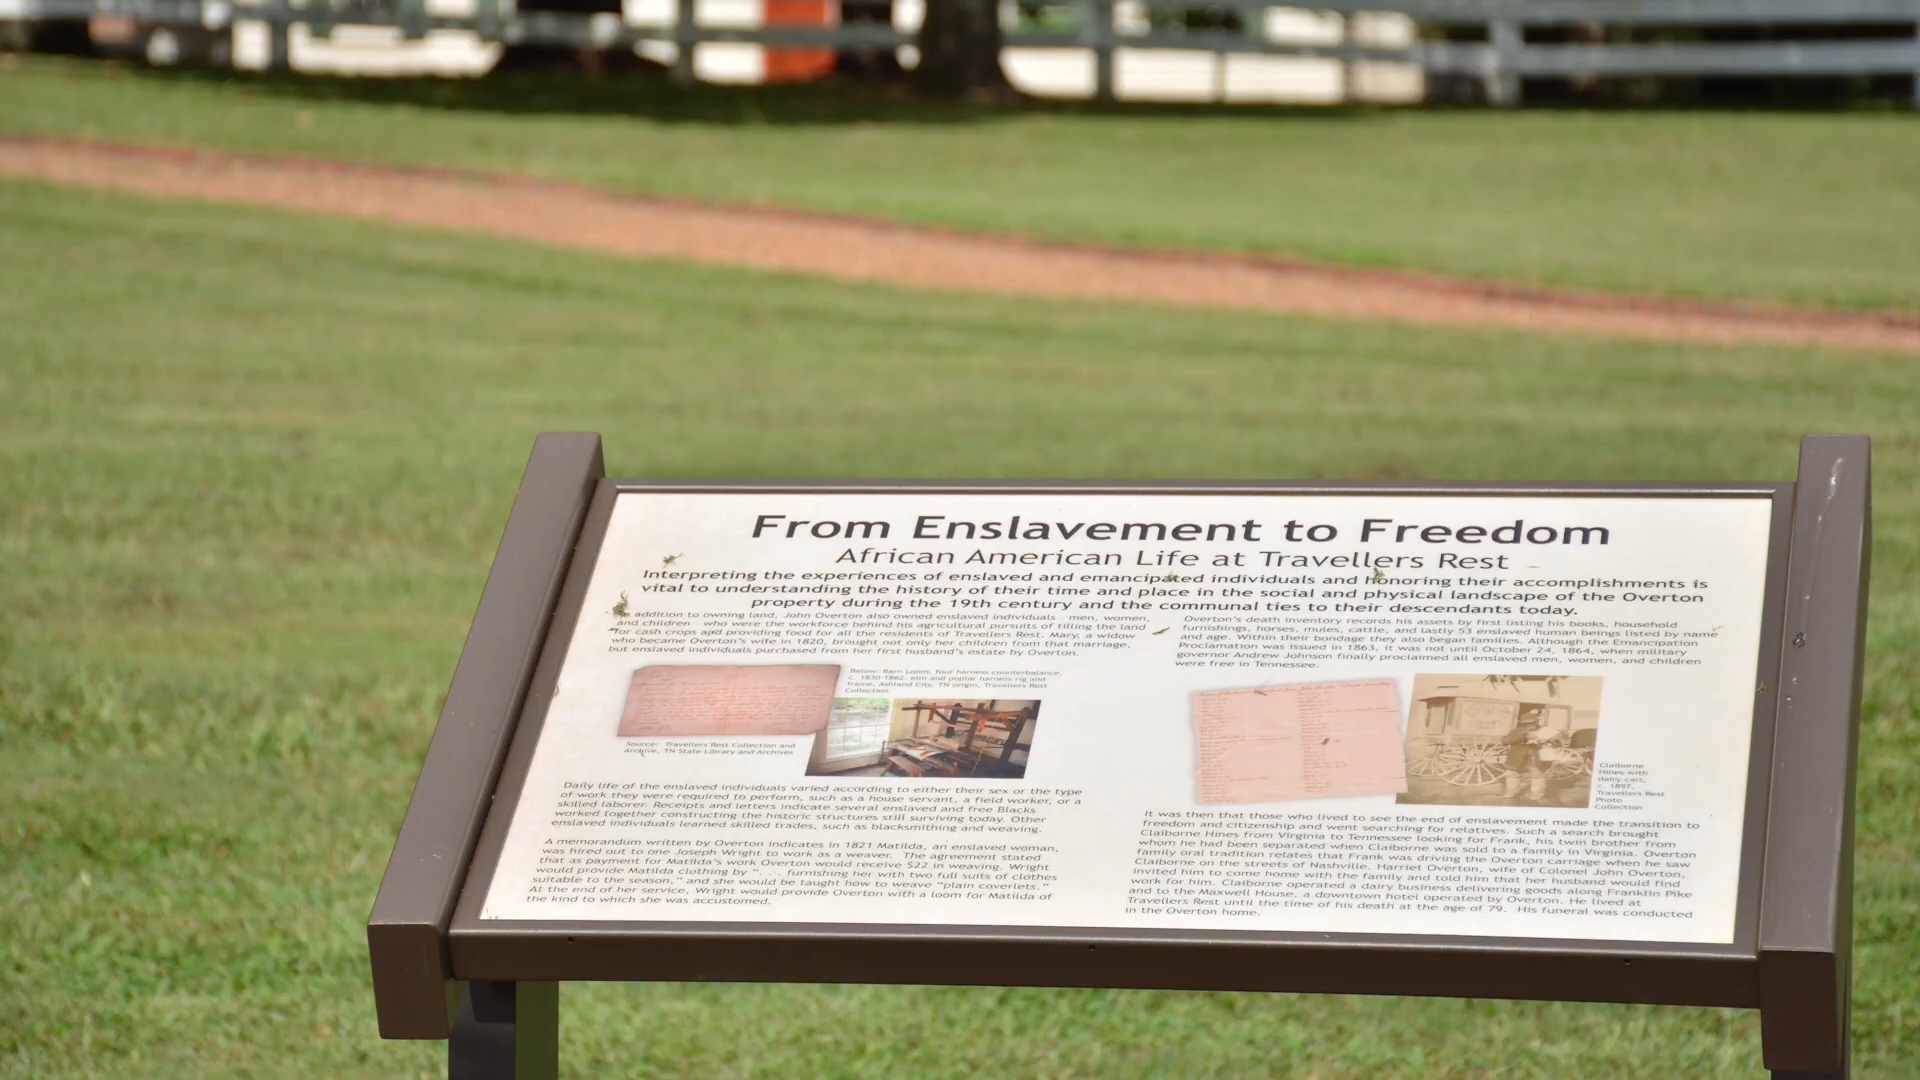 From Enslavement to Freedom
African American Life at Travellers Rest
Interpreting the experiences of enslaved and emancipated individuals and honoring their accomplishments is
vital to understanding the history of their time and place in the social and physical landscape of the Overton
property during the 19th century and the communal ties to their descendants today.
addition to owning land, John Overton also owned enslaved individuals - men, women,
and children - who were the workforce behind his agricultural pursuits of tilling the land
for cash crops and providing food for all the residents of Travellers Rest. Mary, a widow
who became Overton's wife in 1820, brought not only her children from that marriage,
but enslaved individuals purchased from her first husband's estate by Overton.
Below: Barn Loom, four harness counterbalance,
c. 1830-1862. elm and poplar harness rig and
frame, Ashland City, TN origin, Travellers Rest
Collection
Source: Travellers Rest Collection and
Archive, TN State Library and Archives
Daily life of the enslaved individuals varied according to either their sex or the type
of work they were required to perform, such as a house servant, a field worker, or a
skilled laborer. Receipts and letters indicate several enslaved and free Blacks
worked together constructing the historic structures still surviving today. Other
enslaved individuals learned skilled trades, such as blacksmithing and weaving.
A memorandum written by Overton indicates in 1821 Matilda, an enslaved woman,
was hired out to one Joseph Wright to work as a weaver. The agreement stated
that as payment for Matilda's work Overton would receive $22 in weaving. Wright
would provide Matilda clothing by ". . . furnishing her with two full suits of clothes
suitable to the season," and she would be taught how to weave "plain coverlets."
At the end of her service, Wright would provide Overton with a loom for Matilda of
the kind to which she was accustomed.
Overton's death inventory records his assets by first listing his books, household
furnishings, horses, mules, cattle, and lastly 53 enslaved human beings listed by name
and age. Within their bondage they also began families. Although the Emancipation
Proclamation was issued in 1863, it was not until October 24, 1864, when military
governor Andrew Johnson finally proclaimed all enslaved men, women, and children
were free in Tennessee.
Claiborne
Hines with
dairy cart,
c. 1897,
Travellers Rest
Photo
Collection
It was then that those who lived to see the end of enslavement made the transition to
freedom and citizenship and went searching for relatives. Such a search brought
Claiborne Hines from Virginia to Tennessee looking for Frank, his twin brother from
whom he had been separated when Claiborne was sold to a family in Virginia. Overton
family oral tradition relates that Frank was driving the Overton carriage when he saw
Claiborne on the streets of Nashville. Harriet Overton, wife of Colonel John Overton,
invited him to come home with the family and told him that her husband would find
work for him. Claiborne operated a dairy business delivering goods along Franklin Pike
and to the Maxwell House, a downtown hotel operated by Overton. He lived at
Travellers Rest until the time of his death at the age of 79. His funeral was conducted
in the Overton home.